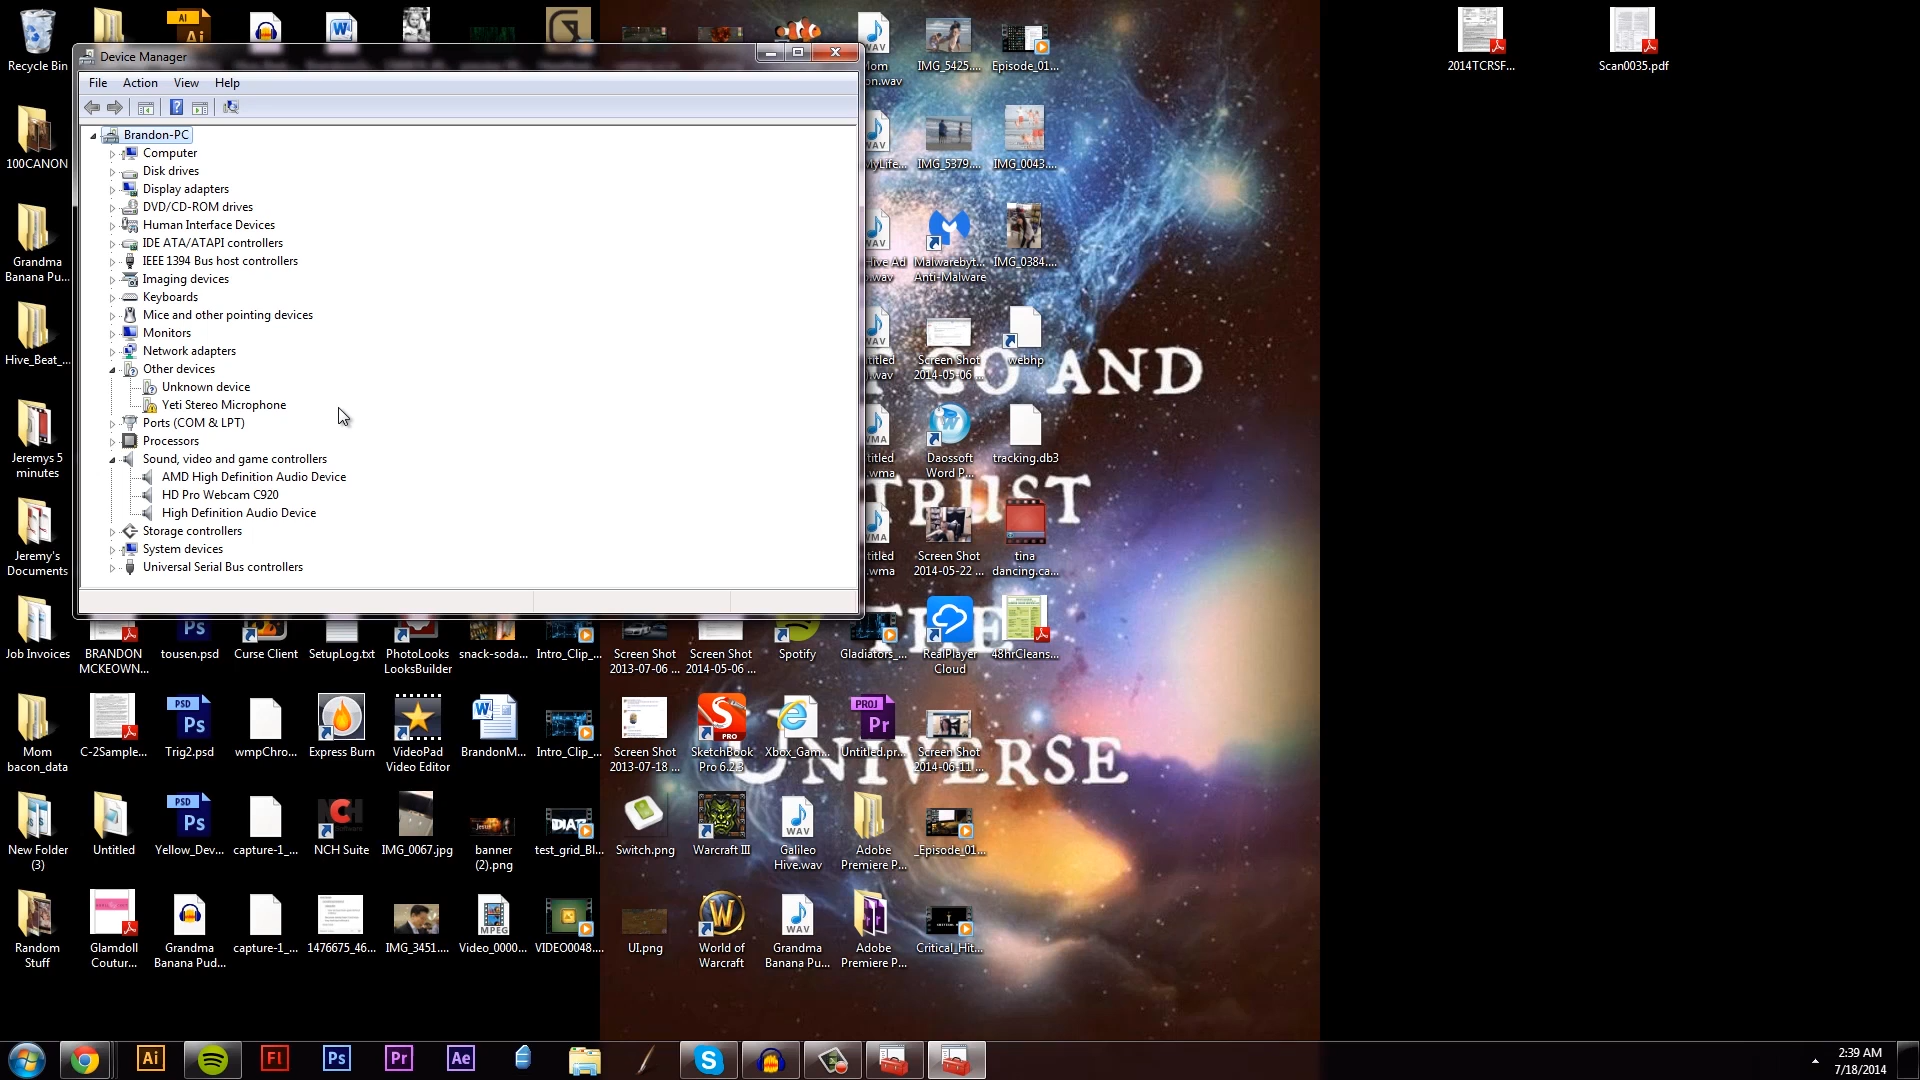 Device Manager
File Action View Help
Brandon-PC
Computer
Disk drives
Display adapters
DVD/CD-ROM drives
Human Interface Devices
IDE ATA/ATAPI controllers
IEEE 1394 Bus host controllers
Imaging devices
Keyboards
Mice and other pointing devices
Monitors
Network adapters
Other devices
Unknown device
Yeti Stereo Microphone
Ports (COM & LPT)
Processors
Sound, video and game controllers
AMD High Definition Audio Device
HD Pro Webcam C920
High Definition Audio Device
Storage controllers
System devices
Universal Serial Bus controllers
Recycle Bin
100CANON
Grandma
Banana Pu...
Hive_Beat_...
Jeremys 5
minutes
Jeremy's
Documents
IMG_5425....
Episode_01...
IMG_5379....
IMG_0043....
Malwarebyt...
Anti-Malware
IMG_0384....
Screen Shot
2014-05-06 ...
webhp
Daossoft
Word P...
tracking.db3
Screen Shot
2014-05-22 ...
tina
dancing.ca...
2014TCRSF...
Scan0035.pdf
GO AND
TRUST
THE
UNIVERSE
Job Invoices
BRANDON
MCKEOWN...
tousen.psd
Curse Client
SetupLog.txt
PhotoLooks
LooksBuilder
snack-soda...
Intro_Clip_...
Screen Shot
2013-07-06 ...
Screen Shot
2014-05-06 ...
Spotify
Gladiators_...
RealPlayer
Cloud
48hrCleans...
Mom
bacon_data
C-2Sample...
Trig2.psd
wmpChro...
Express Burn
VideoPad
Video Editor
BrandonM...
Intro_Clip_...
Screen Shot
2013-07-18 ...
SketchBook
Pro 6.2.3
Xbox_Gam...
Untitled.pr...
Screen Shot
2014-06-11 ...
New Folder
(3)
Untitled
Yellow_Dev...
capture-1_...
NCH Suite
IMG_0067.jpg
banner
(2).png
test_grid_Bl...
Switch.png
Warcraft III
Galileo
Hive.wav
Adobe
Premiere P...
_Episode_01...
Random
Stuff
Glamdoll
Coutur...
Grandma
Banana Pud...
capture-1_...
1476675_46...
IMG_3451....
Video_0000...
VIDEO0048....
UI.png
World of
Warcraft
Grandma
Banana Pu...
Adobe
Premiere P...
Critical_Hit...
Ai Fl Ps Pr Ae
2:39 AM
7/18/2014